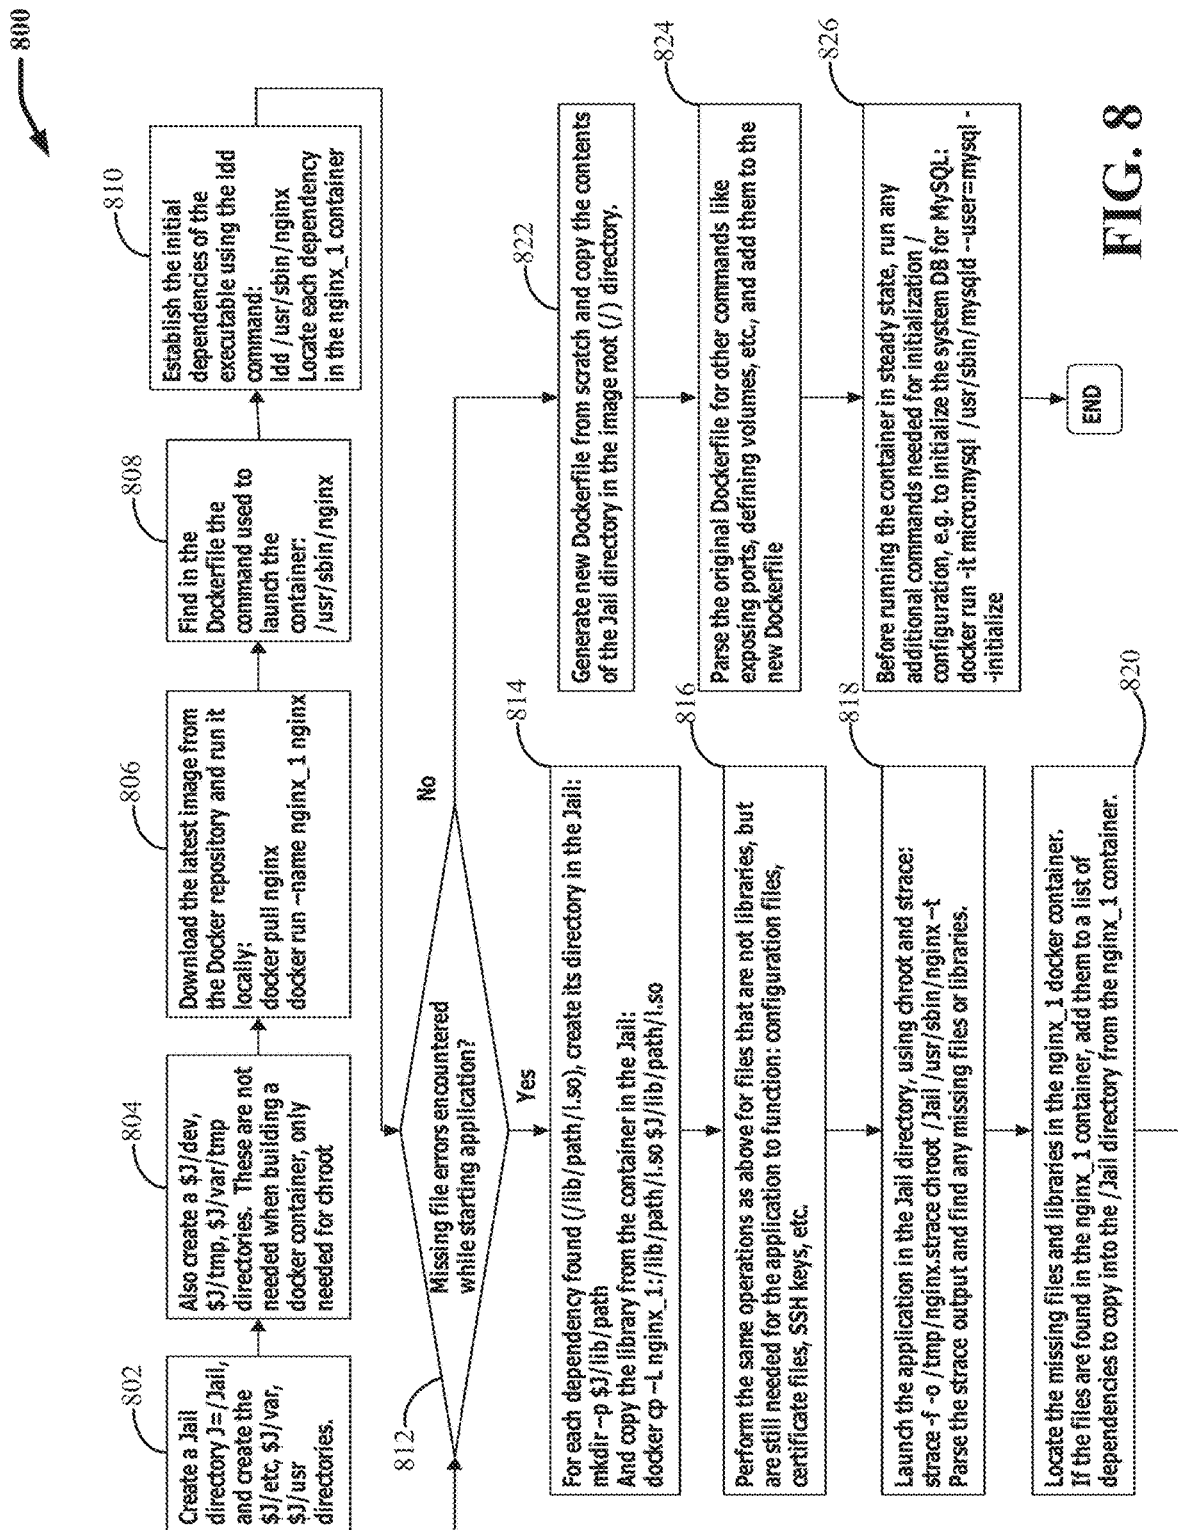 800
802
Create a Jail
directory J=/Jail,
and create the
$J/etc, $J/var,
$J/usr
directories.
804
Also create a $J/dev,
$J/tmp, $J/var/tmp
directories. These are not
needed when building a
docker container, only
needed for chroot
806
Download the latest image from
the Docker repository and run it
locally:
docker pull nginx
docker run --name nginx_1 nginx
808
Find in the
Dockerfile the
command used to
launch the
container:
/usr/sbin/nginx
810
Establish the initial
dependencies of the
executable using the ldd
command:
ldd /usr/sbin/nginx
Locate each dependency
in the nginx_1 container
812
Missing file errors encountered
while starting application?
Yes
No
814
For each dependency found (/lib/path/l.so), create its directory in the Jail:
mkdir -p $J/lib/path
And copy the library from the container in the Jail:
docker cp -L nginx_1:/lib/path/l.so $J/lib/path/l.so
816
Perform the same operations as above for files that are not libraries, but
are still needed for the application to function: configuration files,
certificate files, SSH keys, etc.
818
Launch the application in the Jail directory, using chroot and strace:
strace -f -o /tmp/nginx.strace chroot /Jail /usr/sbin/nginx -t
Parse the strace output and find any missing files or libraries.
820
Locate the missing files and libraries in the nginx_1 docker container.
If the files are found in the nginx_1 container, add them to a list of
dependencies to copy into the /Jail directory from the nginx_1 container.
822
Generate new Dockerfile from scratch and copy the contents
of the Jail directory in the image root (/) directory.
824
Parse the original Dockerfile for other commands like
exposing ports, defining volumes, etc., and add them to the
new Dockerfile
826
Before running the container in steady state, run any
additional commands needed for initialization /
configuration, e.g. to initialize the system DB for MySQL:
docker run -it micro:mysql /usr/sbin/mysqld --user=mysql -
-initialize
END
FIG. 8